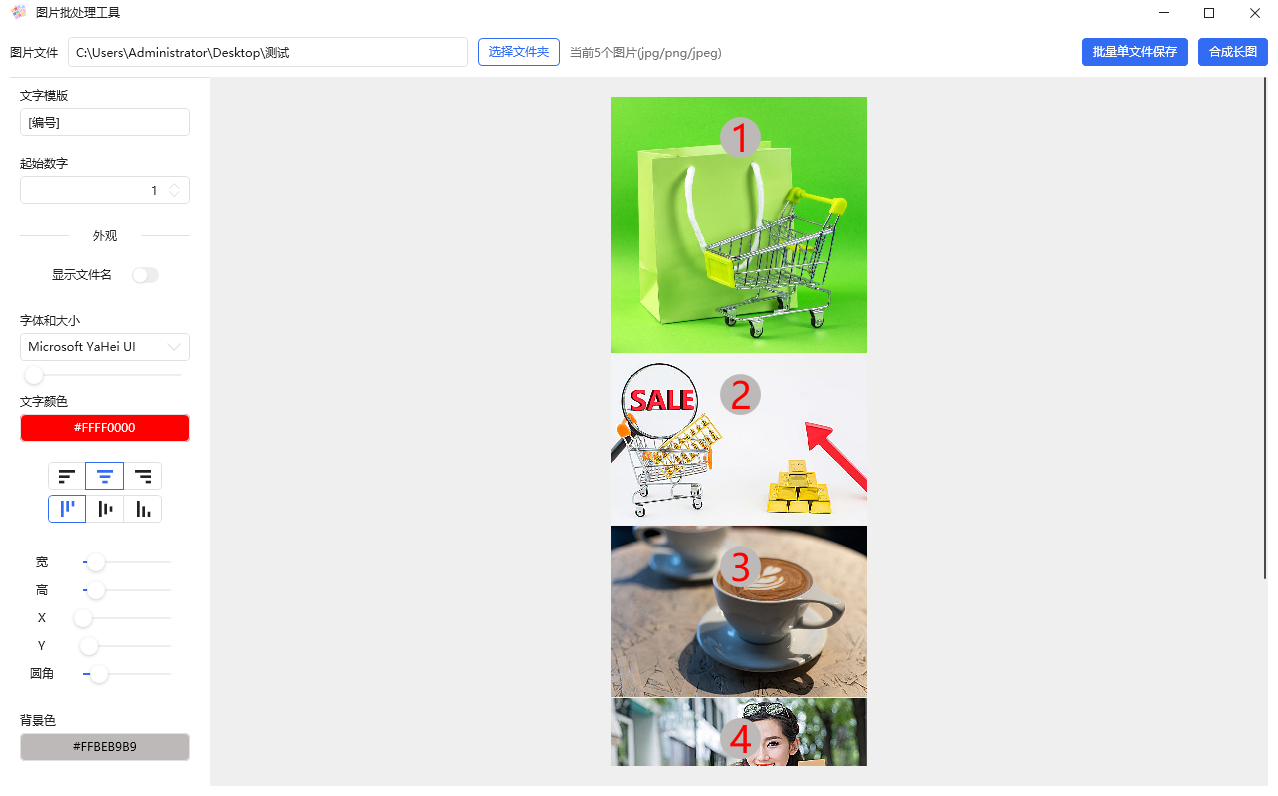 图片批处理工具
图片文件 C:\Users\Administrator\Desktop\测试 选择文件夹 当前5个图片(jpg/png/jpeg) 批量单文件保存 合成长图
文字模版
[编号]
起始数字
1
外观
显示文件名
字体和大小
Microsoft YaHei UI
文字颜色
#FFFF0000
宽
高
X
Y
圆角
背景色
#FFBEB9B9
1
2
SALE
3
4